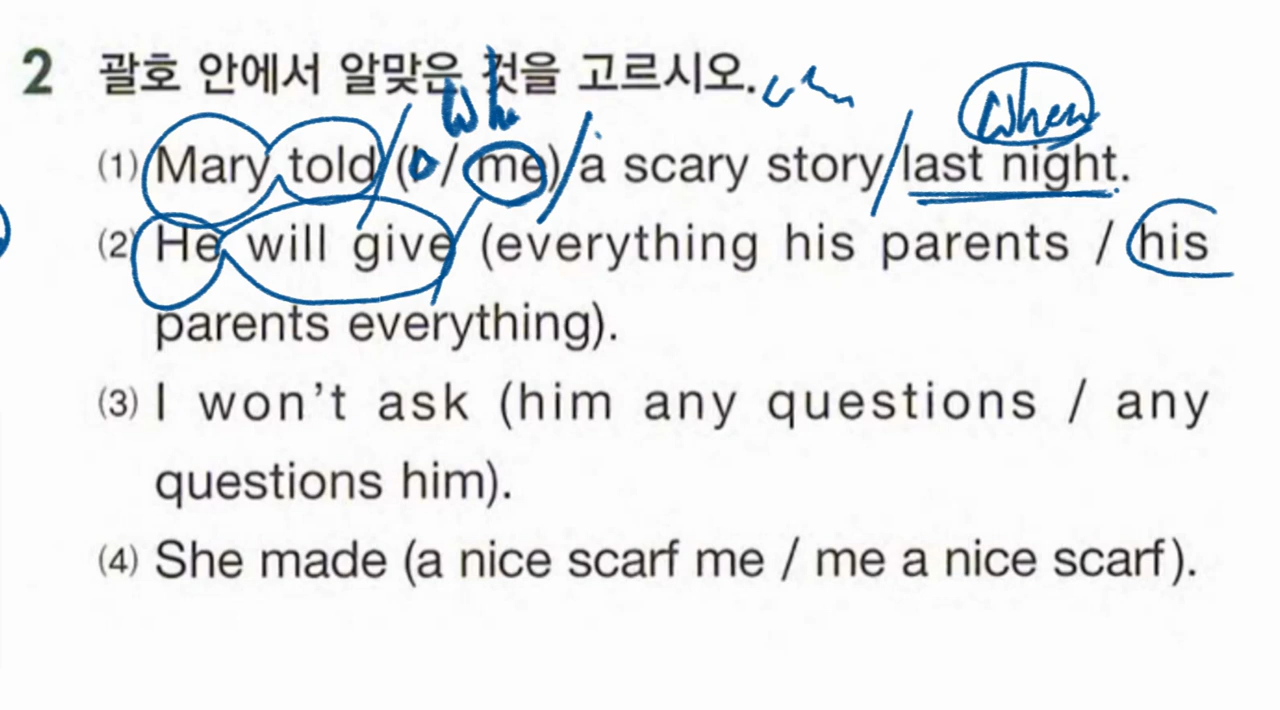 2 괄호 안에서 알맞은 것을 고르시오.
when
(1) Mary told ( / me) a scary story last night.
(2) He will give (everything his parents / his
parents everything).
(3) I won't ask (him any questions / any
questions him).
(4) She made (a nice scarf me / me a nice scarf).